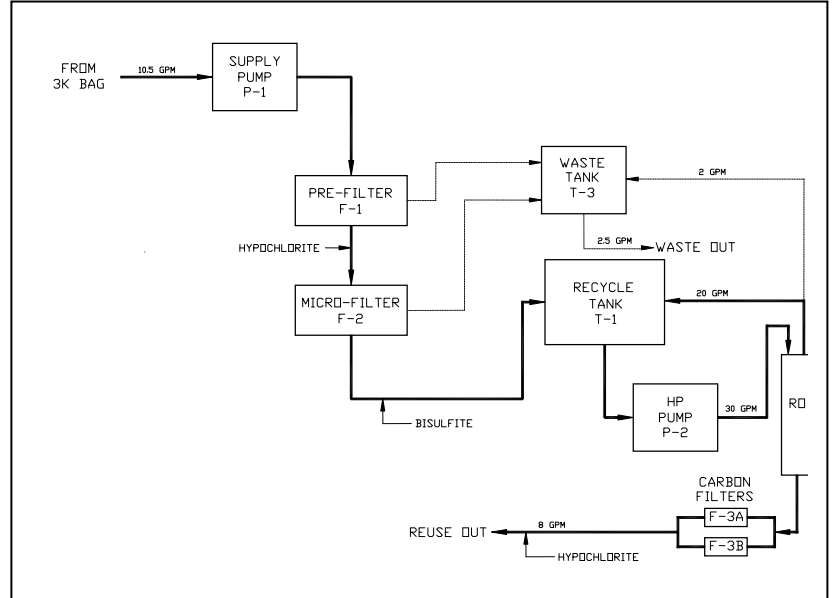 FROM
3K BAG
10.5 GPM
SUPPLY
PUMP
P-1
PRE-FILTER
F-1
HYPOCHLORITE
MICRO-FILTER
F-2
BISULFITE
WASTE
TANK
T-3
2 GPM
2.5 GPM
WASTE OUT
RECYCLE
TANK
T-1
20 GPM
HP
PUMP
P-2
30 GPM
RO
CARBON
FILTERS
F-3A
F-3B
8 GPM
REUSE OUT
HYPOCHLORITE